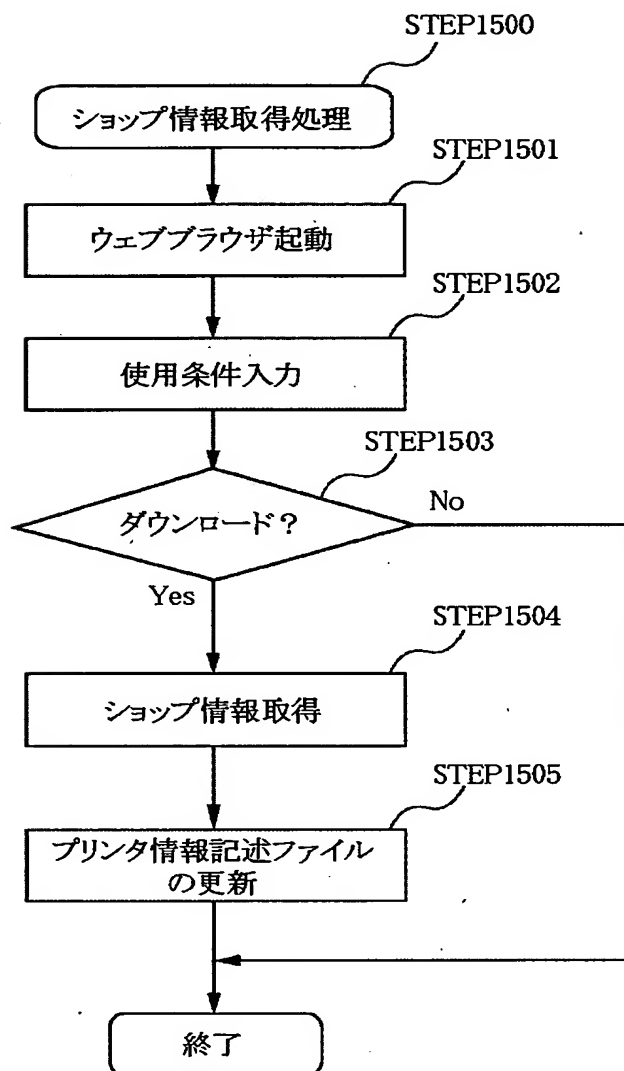 STEP1500
ショップ情報取得処理
STEP1501
ウェブブラウザ起動
STEP1502
使用条件入力
STEP1503
ダウンロード？
No
Yes
STEP1504
ショップ情報取得
STEP1505
プリンタ情報記述ファイル
の更新
終了